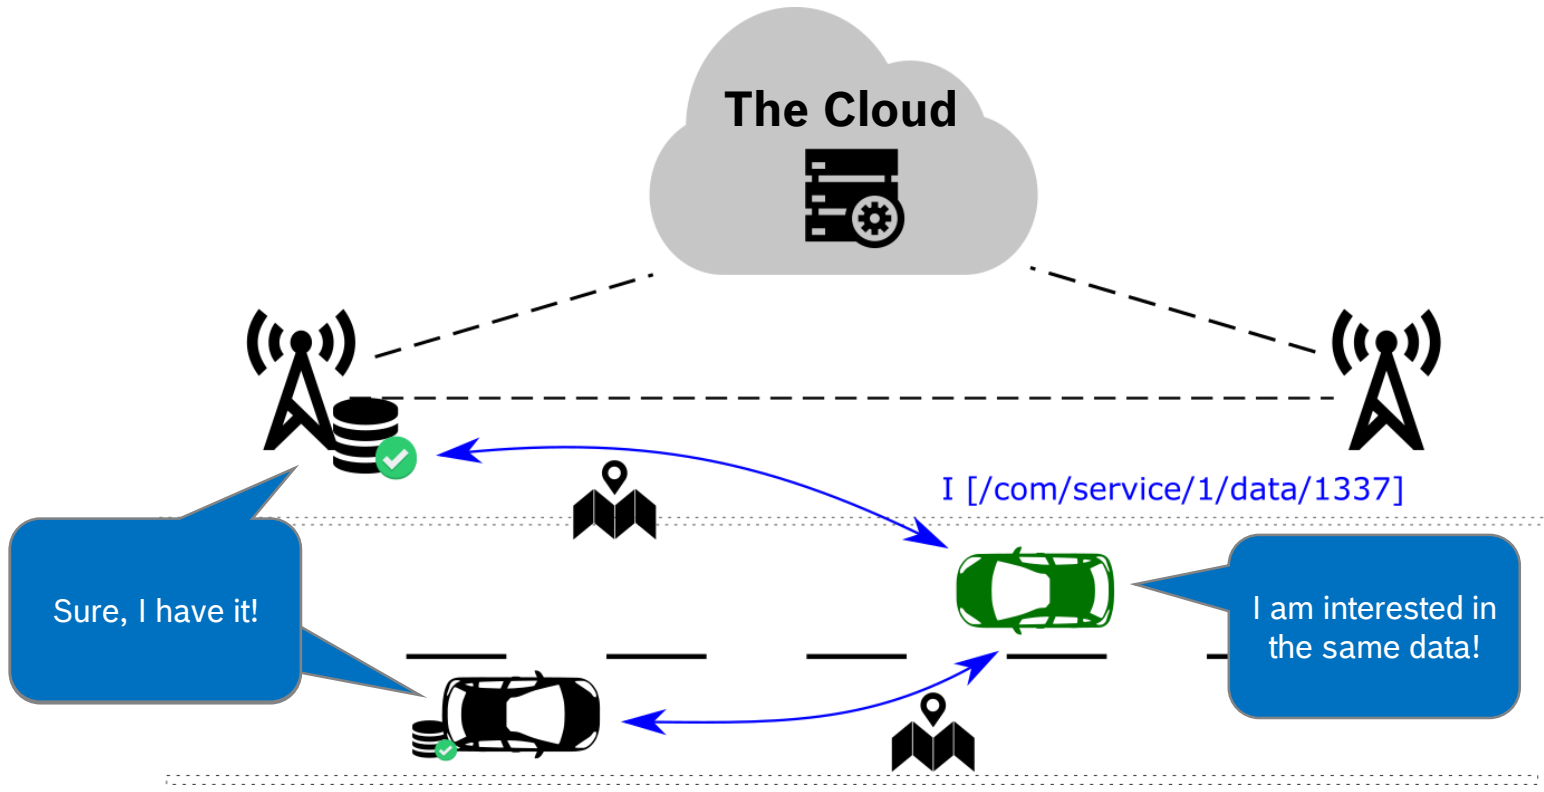 The Cloud
I [/com/service/1/data/1337]
Sure, I have it!
I am interested in
the same data!